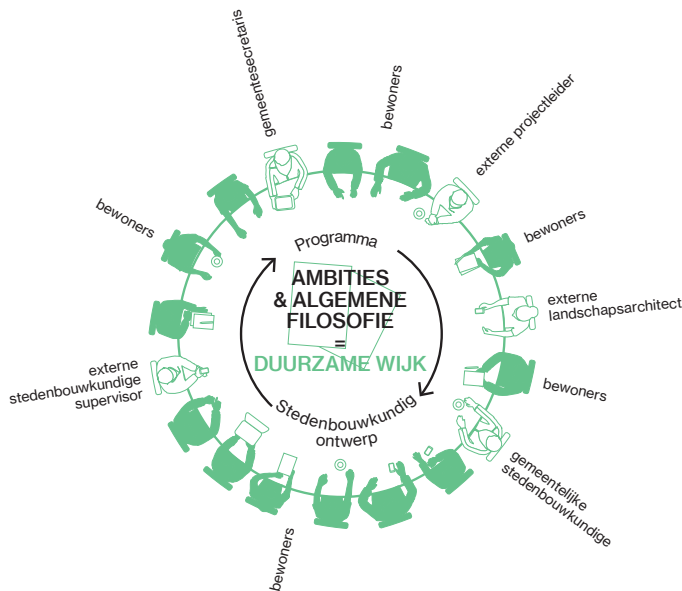 gemeentesecretaris
bewoners
externe projectleider
bewoners
bewoners
Programma
AMBITIES
& ALGEMENE
FILOSOFIE
=
DUURZAME WIJK
externe
landschapsarchitect
externe
stedenbouwkundige
supervisor
bewoners
Stedenbouwkundig
ontwerp
gemeentelijke
stedenbouwkundige
bewoners